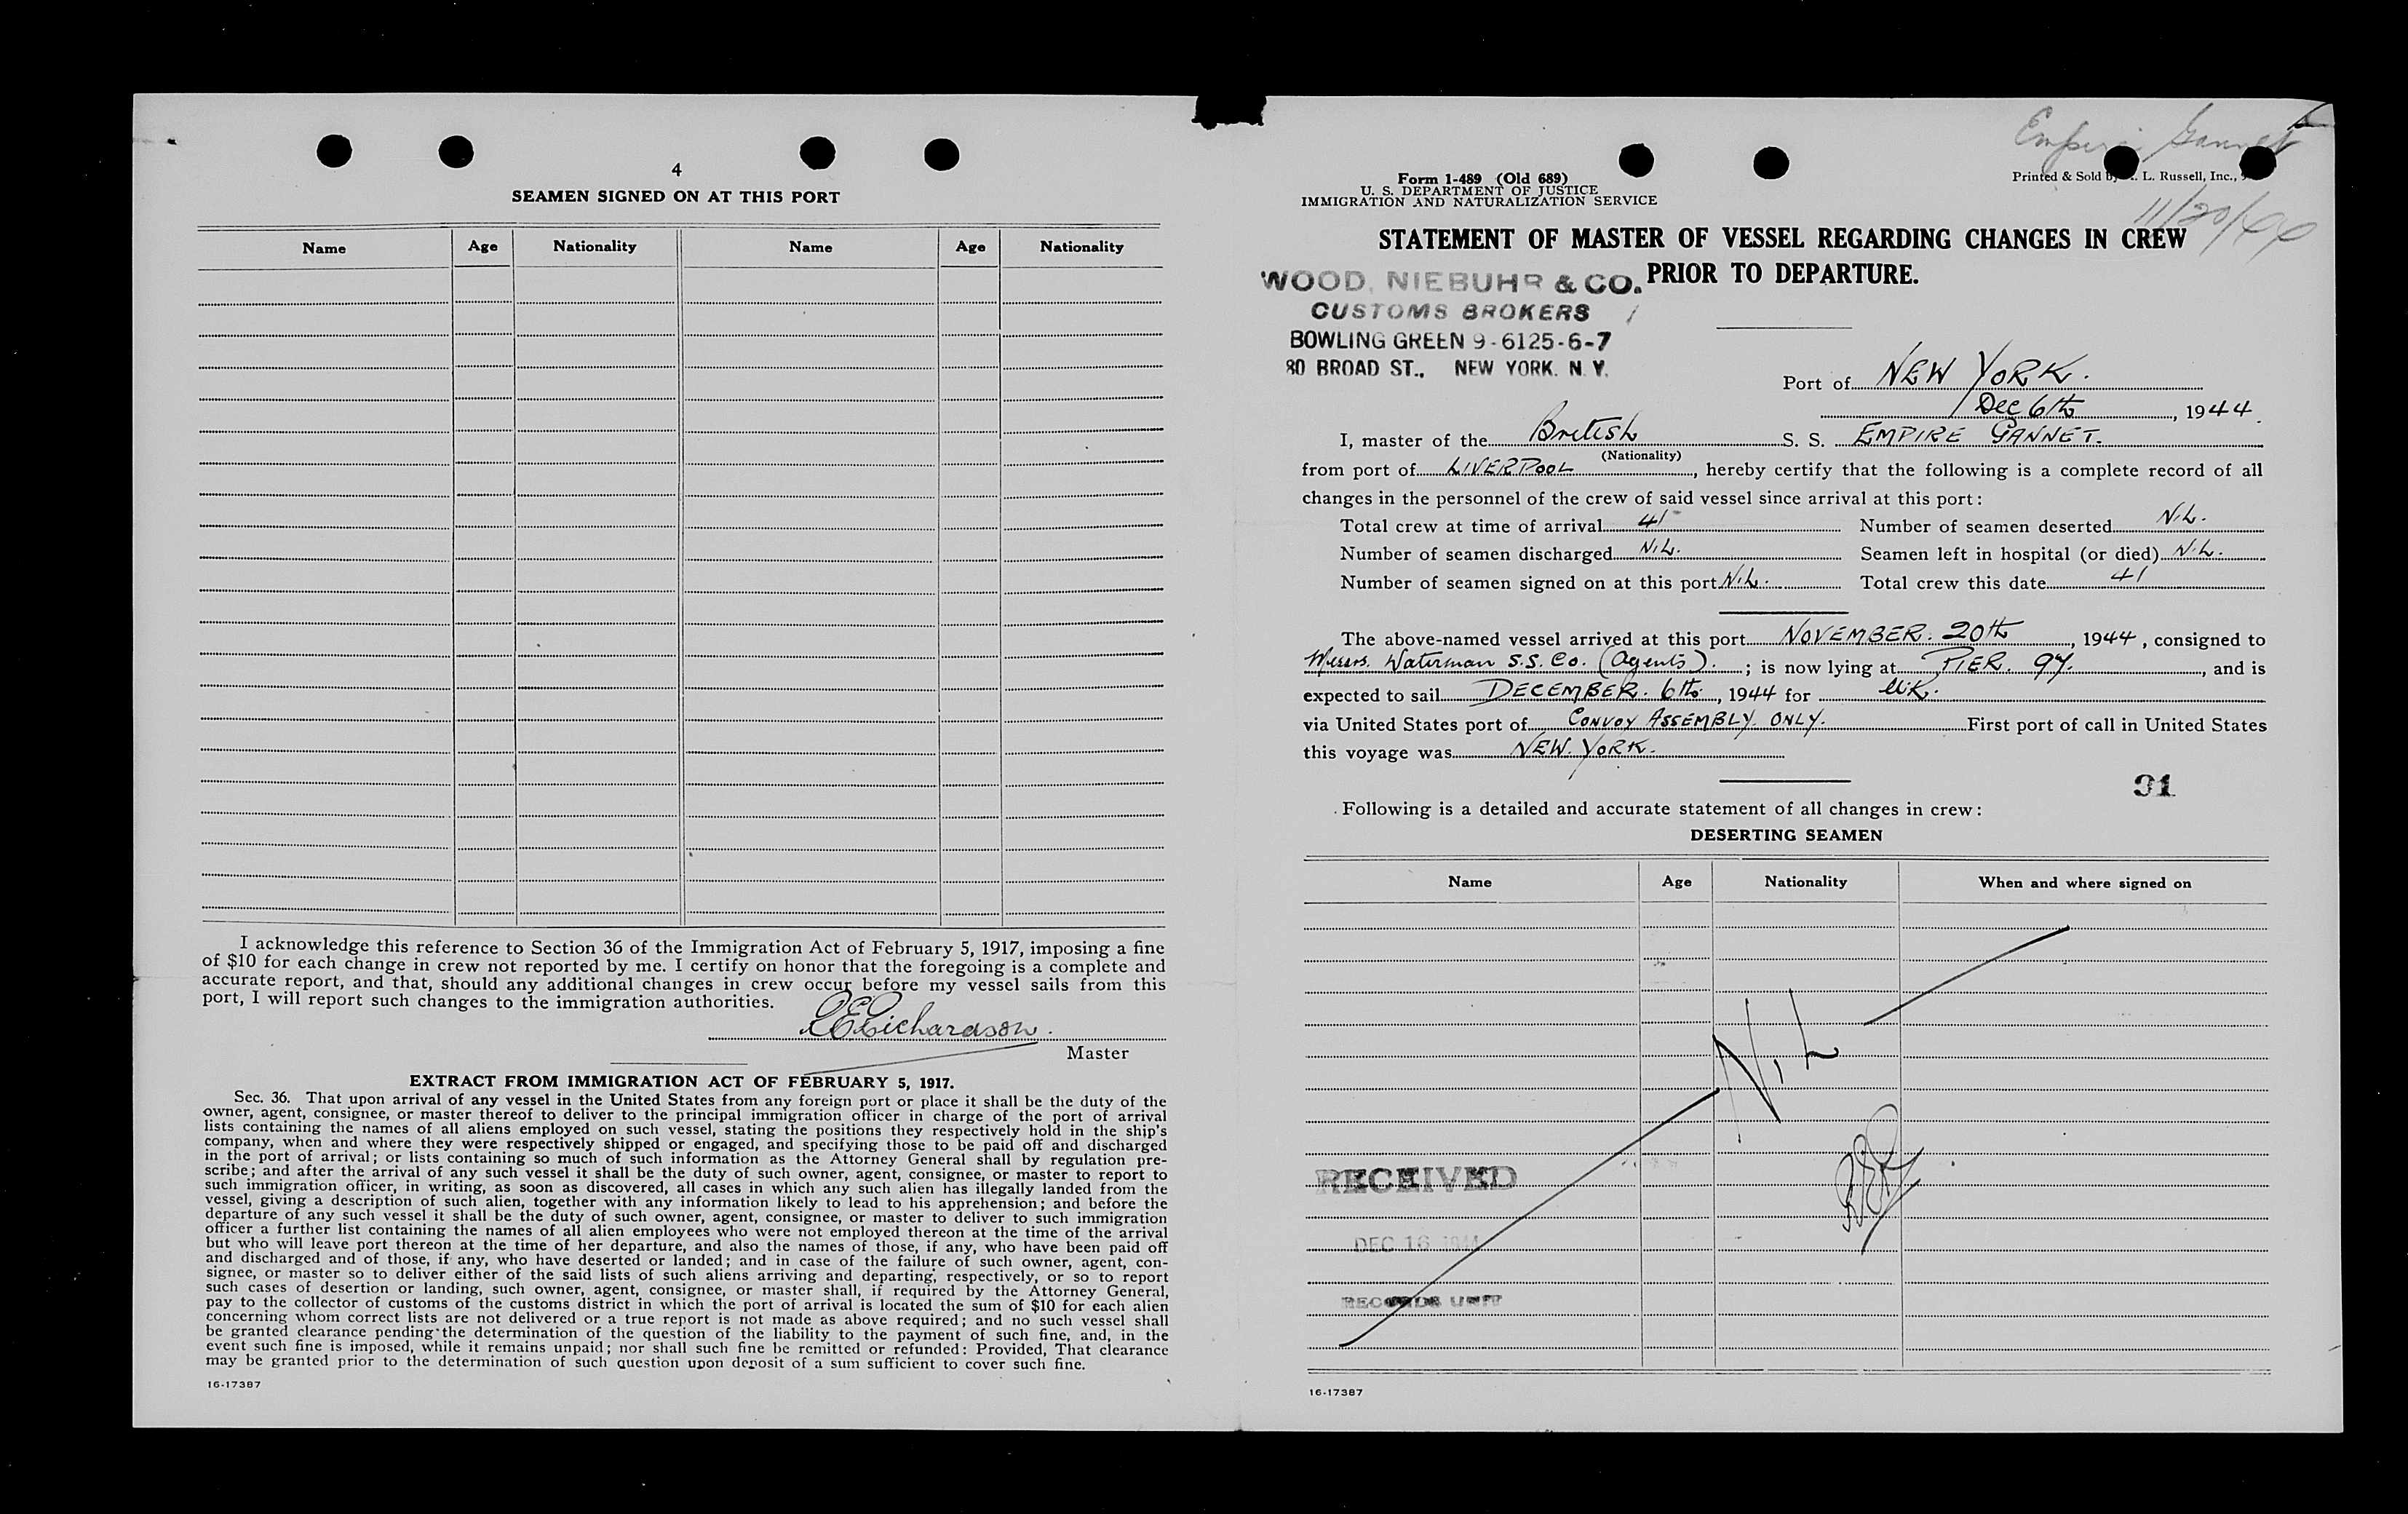 4
SEAMEN SIGNED ON AT THIS PORT
Name Age Nationality Name Age Nationality
I acknowledge this reference to Section 36 of the Immigration Act of February 5, 1917, imposing a fine
of $10 for each change in crew not reported by me. I certify on honor that the foregoing is a complete and
accurate report, and that, should any additional changes in crew occur before my vessel sails from this
port, I will report such changes to the immigration authorities.
Richardson.
Master
EXTRACT FROM IMMIGRATION ACT OF FEBRUARY 5, 1917.
Sec. 36. That upon arrival of any vessel in the United States from any foreign port or place it shall be the duty of the
owner, agent, consignee, or master thereof to deliver to the principal immigration officer in charge of the port of arrival
lists containing the names of all aliens employed on such vessel, stating the positions they respectively hold in the ship's
company, when and where they were respectively shipped or engaged, and specifying those to be paid off and discharged
in the port of arrival; or lists containing so much of such information as the Attorney General shall by regulation pre-
scribe; and after the arrival of any such vessel it shall be the duty of such owner, agent, consignee, or master to report to
such immigration officer, in writing, as soon as discovered, all cases in which any such alien has illegally landed from the
vessel, giving a description of such alien, together with any information likely to lead to his apprehension; and before the
departure of any such vessel it shall be the duty of such owner, agent, consignee, or master to deliver to such immigration
officer a further list containing the names of all alien employees who were not employed thereon at the time of the arrival
but who will leave port thereon at the time of her departure, and also the names of those, if any, who have been paid off
and discharged and of those, if any, who have deserted or landed; and in case of the failure of such owner, agent, con-
signee, or master so to deliver either of the said lists of such aliens arriving and departing, respectively, or so to report
such cases of desertion or landing, such owner, agent, consignee, or master shall, if required by the Attorney General,
pay to the collector of customs of the customs district in which the port of arrival is located the sum of $10 for each alien
concerning whom correct lists are not delivered or a true report is not made as above required; and no such vessel shall
be granted clearance pending the determination of the question of the liability to the payment of such fine, and, in the
event such fine is imposed, while it remains unpaid; nor shall such fine be remitted or refunded: Provided, That clearance
may be granted prior to the determination of such question upon deposit of a sum sufficient to cover such fine.
16-17387
Empire Gannet
Form I-489 (Old 689)
U. S. DEPARTMENT OF JUSTICE
IMMIGRATION AND NATURALIZATION SERVICE
Printed & Sold by L. Russell, Inc.,
11/20/44
STATEMENT OF MASTER OF VESSEL REGARDING CHANGES IN CREW
PRIOR TO DEPARTURE.
WOOD, NIEBUHR & CO.
CUSTOMS BROKERS
BOWLING GREEN 9-6125-6-7
80 BROAD ST., NEW YORK. N. Y.
Port of NEW YORK.
Dec 6th, 1944.
I, master of the British S. S. EMPIRE GANNET.
(Nationality)
from port of LIVERPOOL, hereby certify that the following is a complete record of all
changes in the personnel of the crew of said vessel since arrival at this port:
Total crew at time of arrival 41 Number of seamen deserted NIL.
Number of seamen discharged NIL. Seamen left in hospital (or died) NIL.
Number of seamen signed on at this port NIL. Total crew this date 41
The above-named vessel arrived at this port NOVEMBER. 20th, 1944, consigned to
Messrs. Waterman S.S. Co. (Agents).; is now lying at PIER. 97., and is
expected to sail DECEMBER. 6th., 1944 for U.K.
via United States port of CONVOY ASSEMBLY ONLY. First port of call in United States
this voyage was NEW YORK.
91
Following is a detailed and accurate statement of all changes in crew:
DESERTING SEAMEN
Name Age Nationality When and where signed on
NIL
RECEIVED
DEC 16 1944
RECORDS UNIT
16-17387